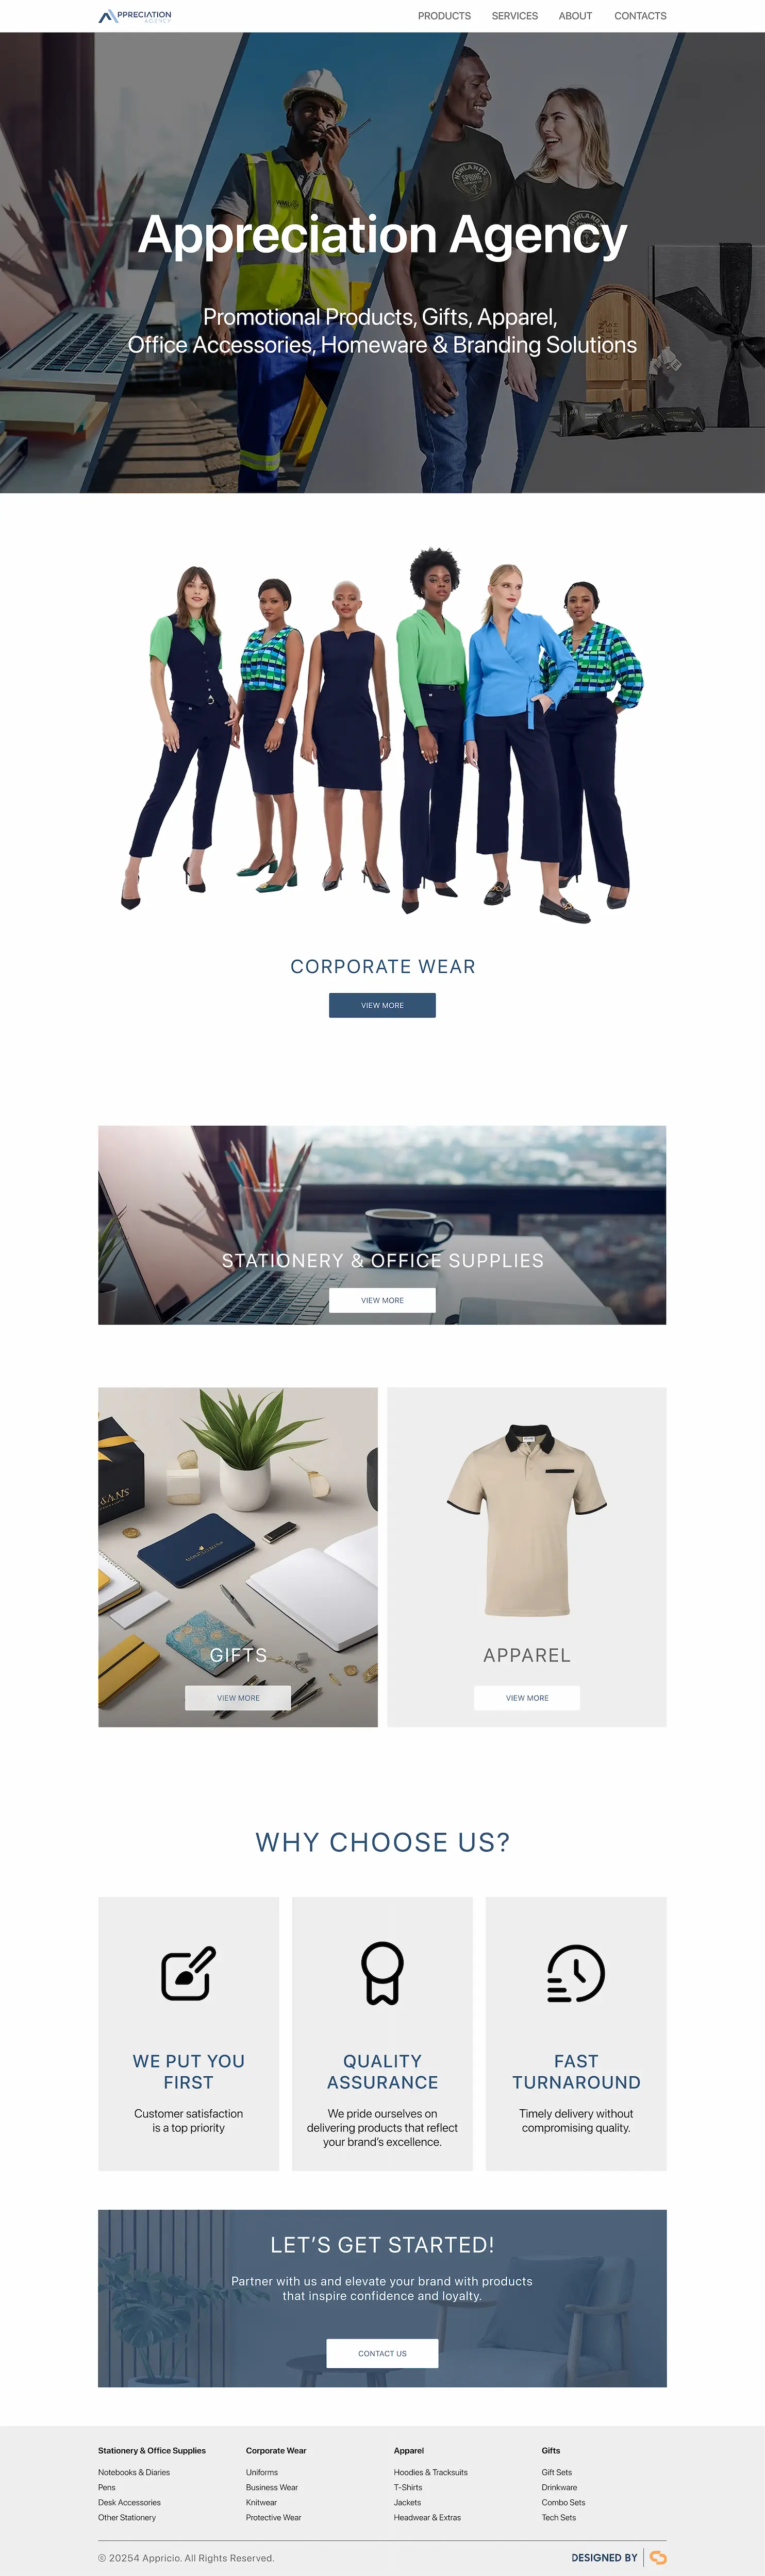 PPRECIATION
AGENCY
PRODUCTS SERVICES ABOUT CONTACTS
WMU
NEWLANDS
SPRING
NEWLANDS
Appreciation Agency
Promotional Products, Gifts, Apparel,
Office Accessories, Homeware & Branding Solutions
CORPORATE WEAR
VIEW MORE
STATIONERY & OFFICE SUPPLIES
VIEW MORE
GIFTS
VIEW MORE
APPAREL
VIEW MORE
WHY CHOOSE US?
WE PUT YOU
FIRST
Customer satisfaction
is a top priority
QUALITY
ASSURANCE
We pride ourselves on
delivering products that reflect
your brand's excellence.
FAST
TURNAROUND
Timely delivery without
compromising quality.
LET'S GET STARTED!
Partner with us and elevate your brand with products
that inspire confidence and loyalty.
CONTACT US
Stationery & Office Supplies
Notebooks & Diaries
Pens
Desk Accessories
Other Stationery
Corporate Wear
Uniforms
Business Wear
Knitwear
Protective Wear
Apparel
Hoodies & Tracksuits
T-Shirts
Jackets
Headwear & Extras
Gifts
Gift Sets
Drinkware
Combo Sets
Tech Sets
© 20254 Appricio. All Rights Reserved.
DESIGNED BY